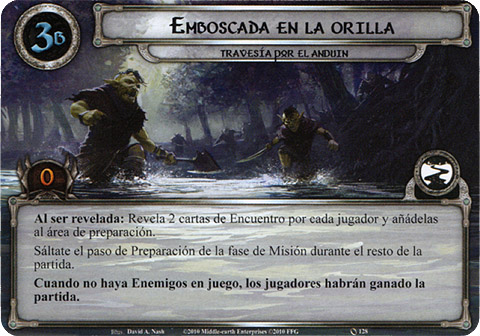 3B
Emboscada en la orilla
Travesía por el Anduin
0
Al ser revelada: Revela 2 cartas de Encuentro por cada jugador y añádelas
al área de preparación.
Sáltate el paso de Preparación de la fase de Misión durante el resto de la
partida.
Cuando no haya Enemigos en juego, los jugadores habrán ganado la
partida.
Ilus. David A. Nash ©2010 Middle-earth Enterprises ©2010 FFG 128